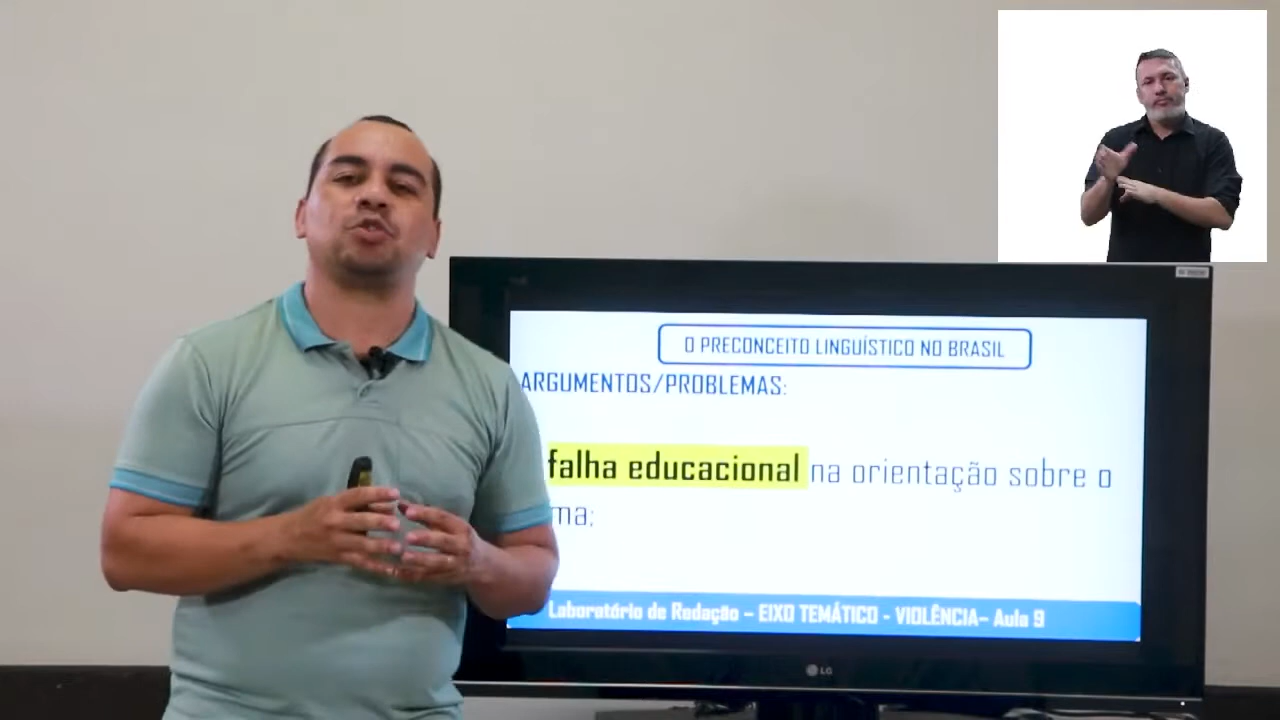 O PRECONCEITO LINGUÍSTICO NO BRASIL
ARGUMENTOS/PROBLEMAS:
falha educacional na orientação sobre o
ma;
Laboratório de Redação – EIXO TEMÁTICO - VIOLÊNCIA– Aula 9
LG